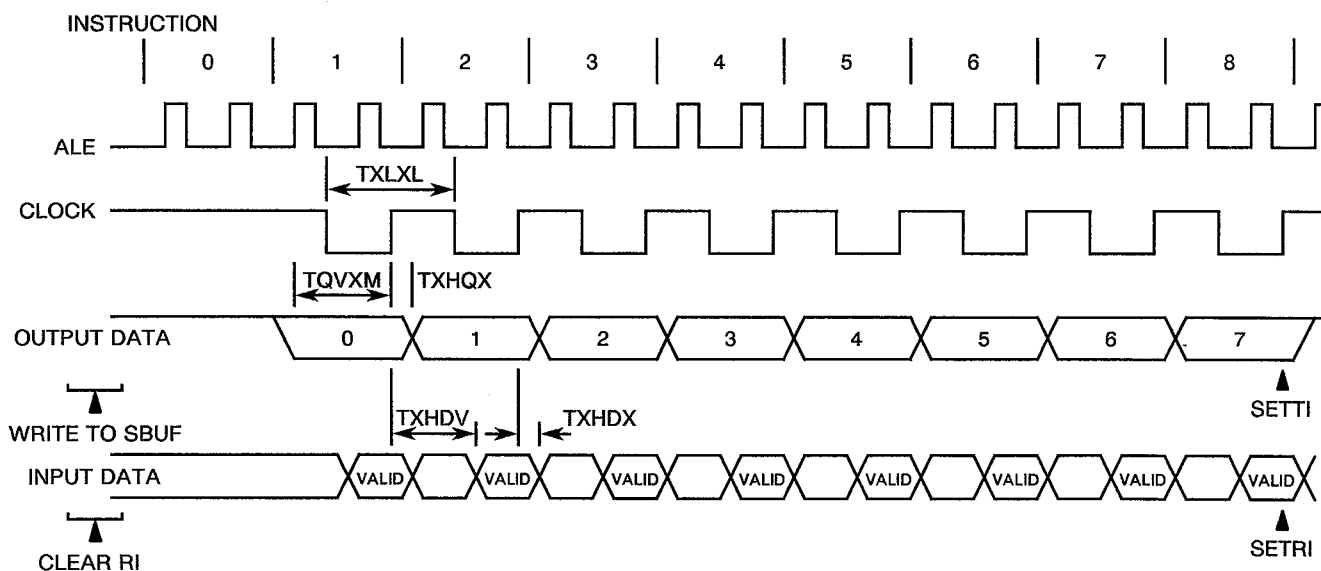 INSTRUCTION
0 1 2 3 4 5 6 7 8
ALE
TXLXL
CLOCK
TQVXM TXHQX
OUTPUT DATA 0 1 2 3 4 5 6 7
TXHDV TXHDX SETTI
WRITE TO SBUF
INPUT DATA VALID VALID VALID VALID VALID VALID VALID VALID
CLEAR RI SETRI